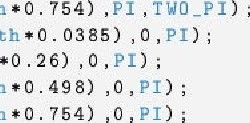 *0.754),PI,TWO_PI);
th*0.0385),0,PI);
*0.26),0,PI);
*0.498),0,PI);
*0.754),0,PI);